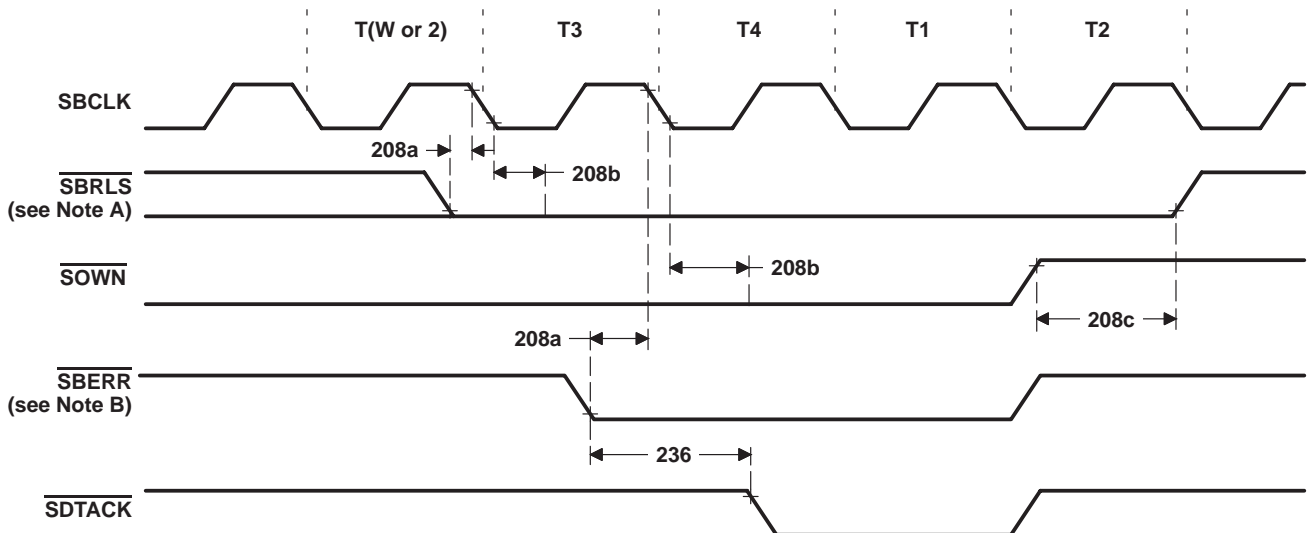 T(W or 2) T3 T4 T1 T2
SBCLK
208a
208b
SBRLS
(see Note A)
208b
SOWN
208c
208a
SBERR
(see Note B)
236
SDTACK